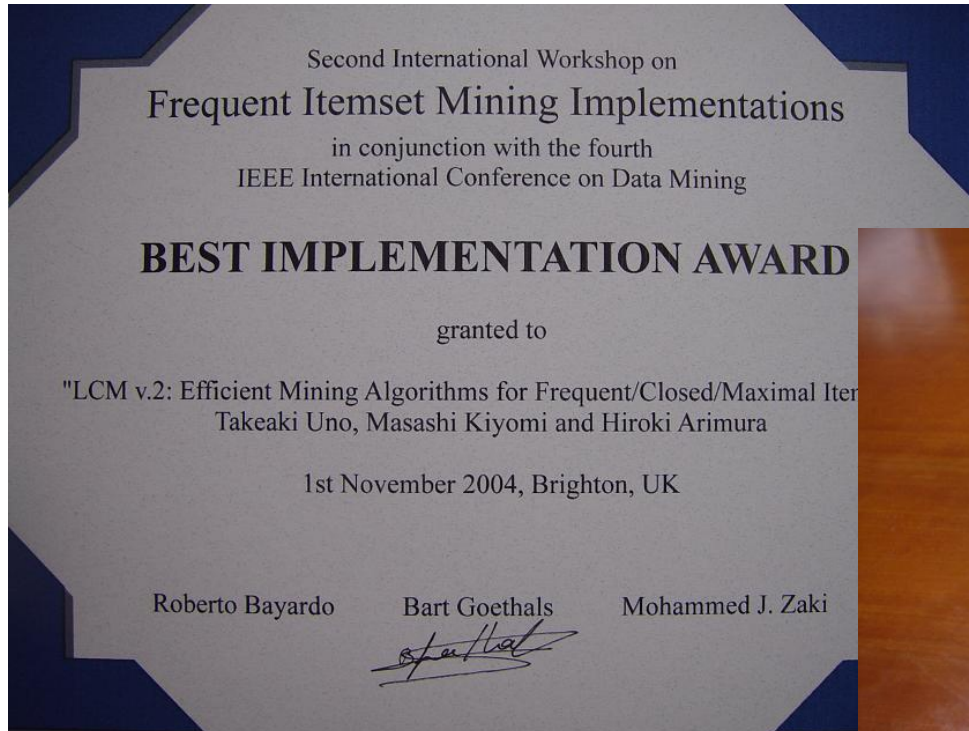 Second International Workshop on
Frequent Itemset Mining Implementations
in conjunction with the fourth
IEEE International Conference on Data Mining
BEST IMPLEMENTATION AWARD
granted to
"LCM v.2: Efficient Mining Algorithms for Frequent/Closed/Maximal
Takeaki Uno, Masashi Kiyomi and Hiroki Arimura
1st November 2004, Brighton, UK
Roberto Bayardo Bart Goethals Mohammed J. Zaki